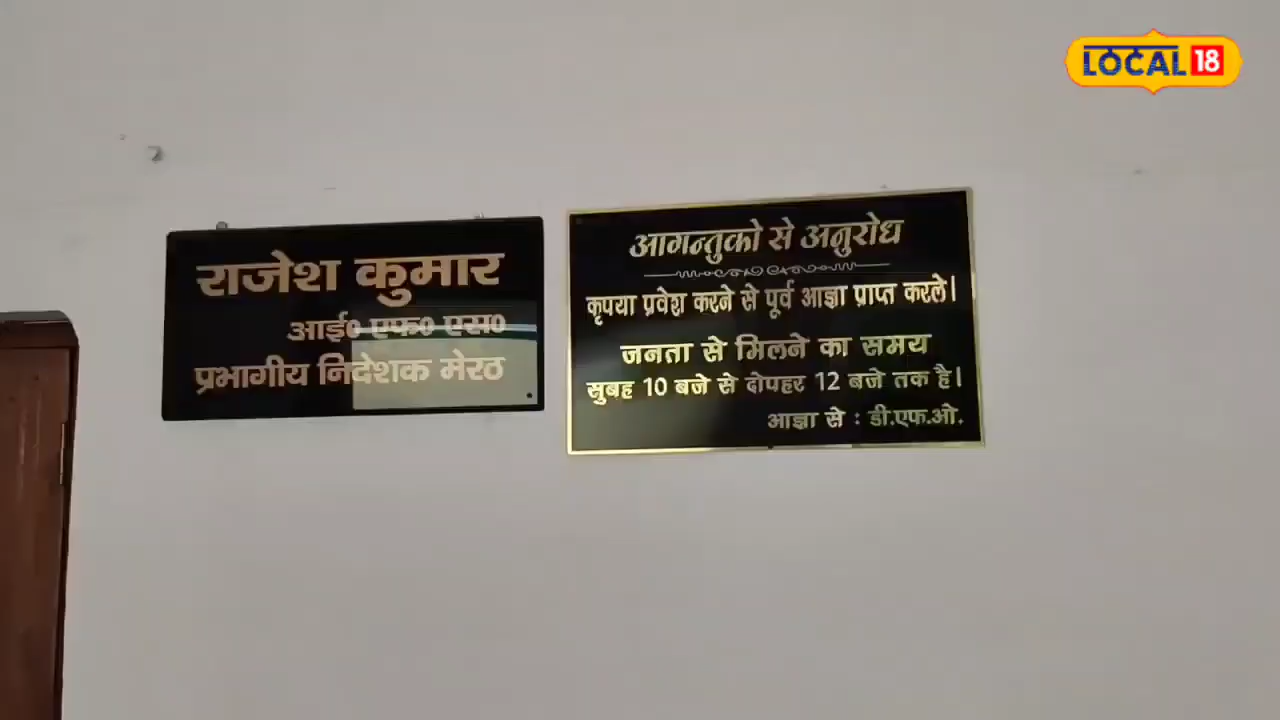 LOCAL 18
राजेश कुमार
आई० एफ० एस०
प्रभागीय निदेशक मेरठ
आगन्तुको से अनुरोध
कृपया प्रवेश करने से पूर्व आज्ञा प्राप्त करले।
जनता से मिलने का समय
सुबह 10 बजे से दोपहर 12 बजे तक है।
आज्ञा से : डी.एफ.ओ.